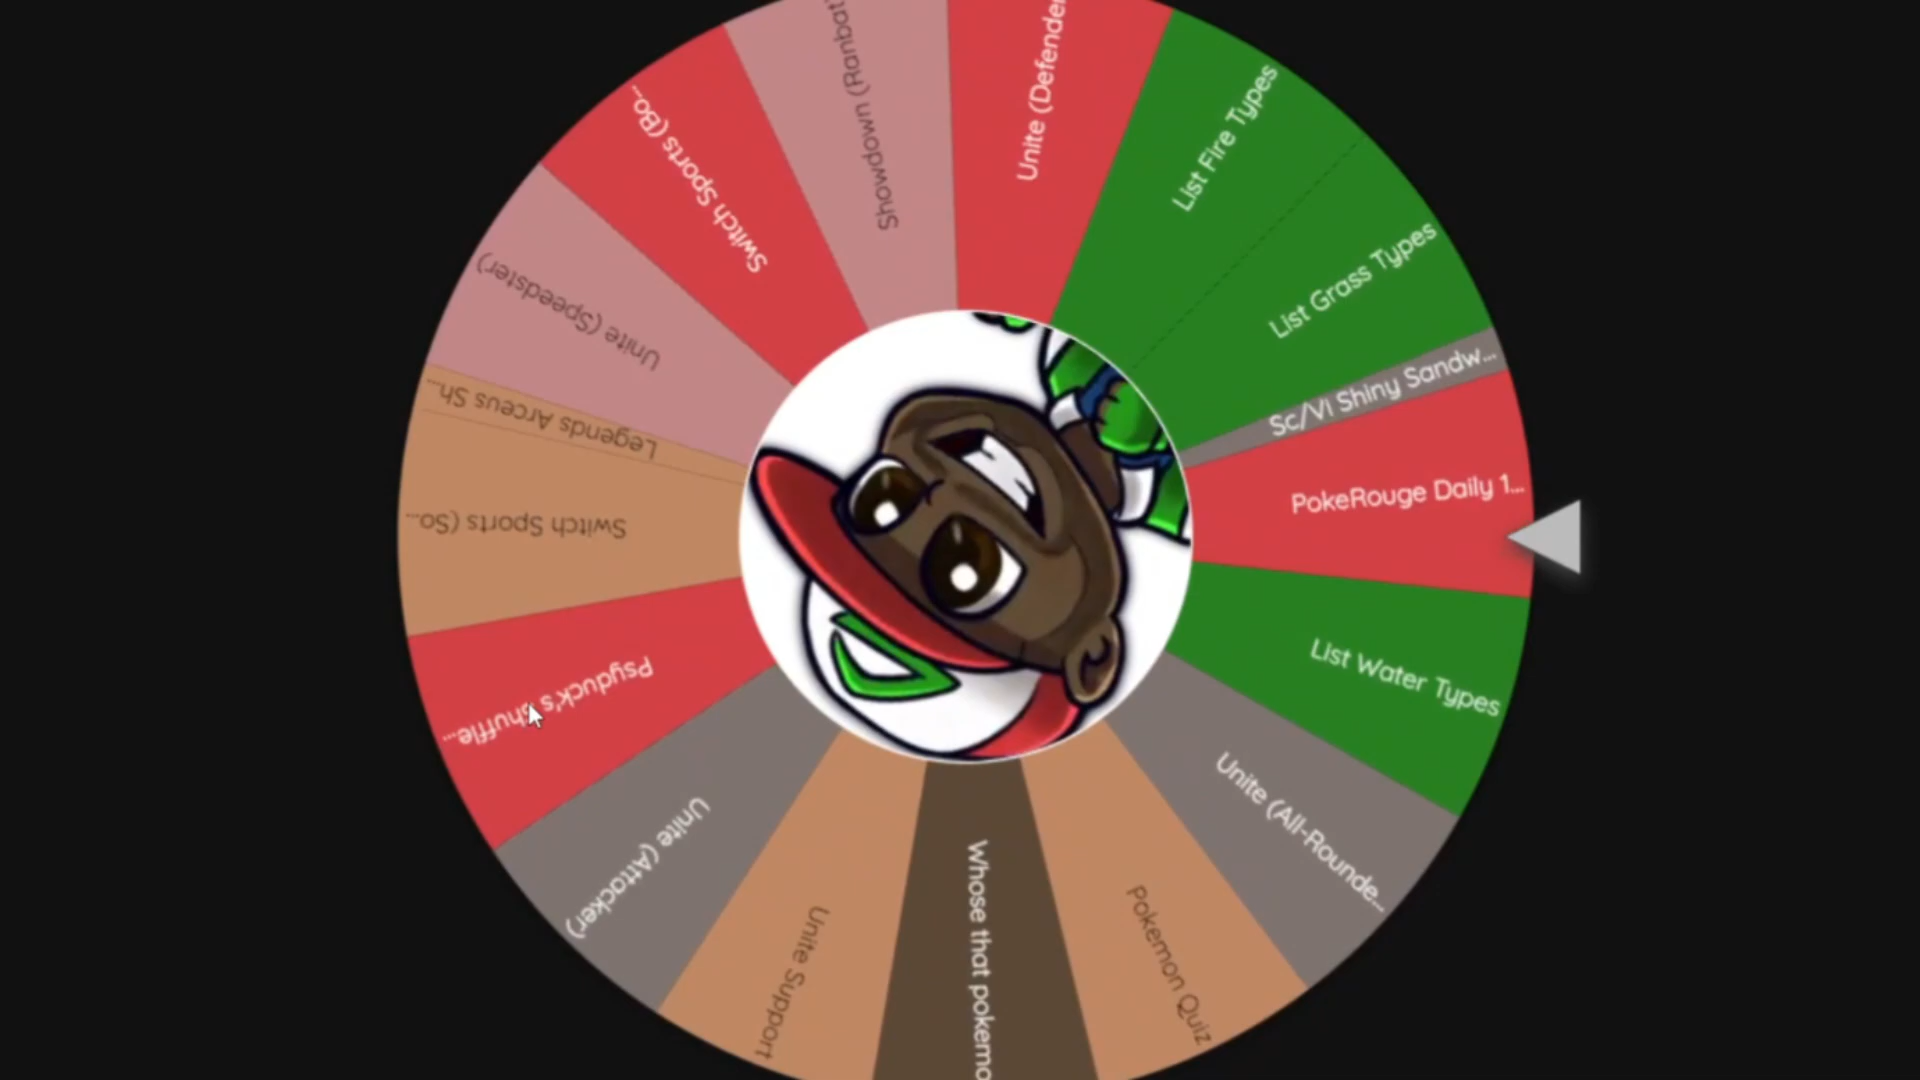 Showdown (Ranbat
Unite (Defender
List Fire Types
List Grass Types
Sc/VI Shiny Sandw...
PokeRouge Daily 1...
List Water Types
Unite (All-Rounde...
Pokemon Quiz
Whose that pokemo
Unite Support
Unite (Attacker)
Psyduck's Shuffle...
Switch Sports (So...
Legends Arceus Sh...
Unite (Speedster)
Switch Sports (Bo...